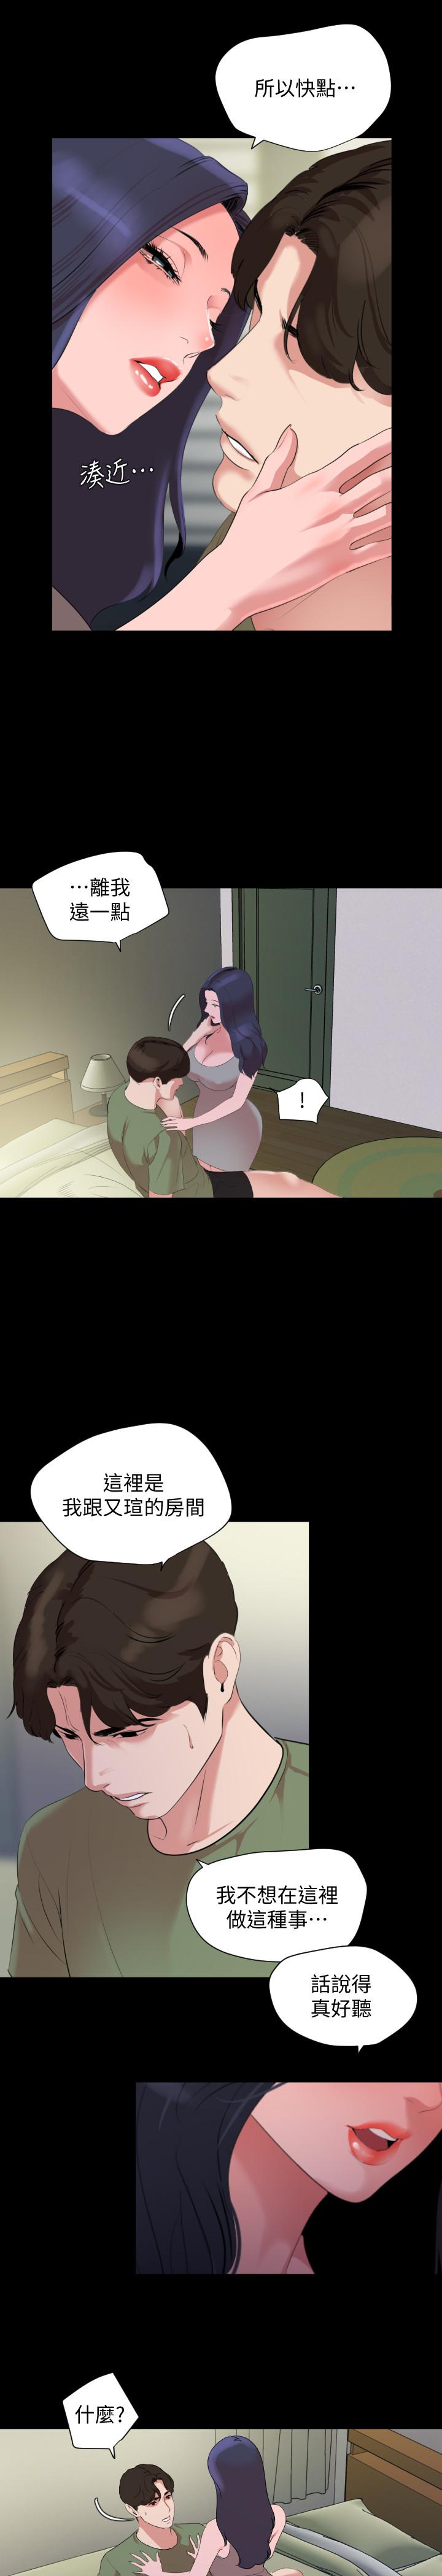 所以快點…
湊近…
…離我
遠一點
!
這裡是
我跟又瑄的房間
我不想在這裡
做這種事…
話說得
真好聽
什麼?